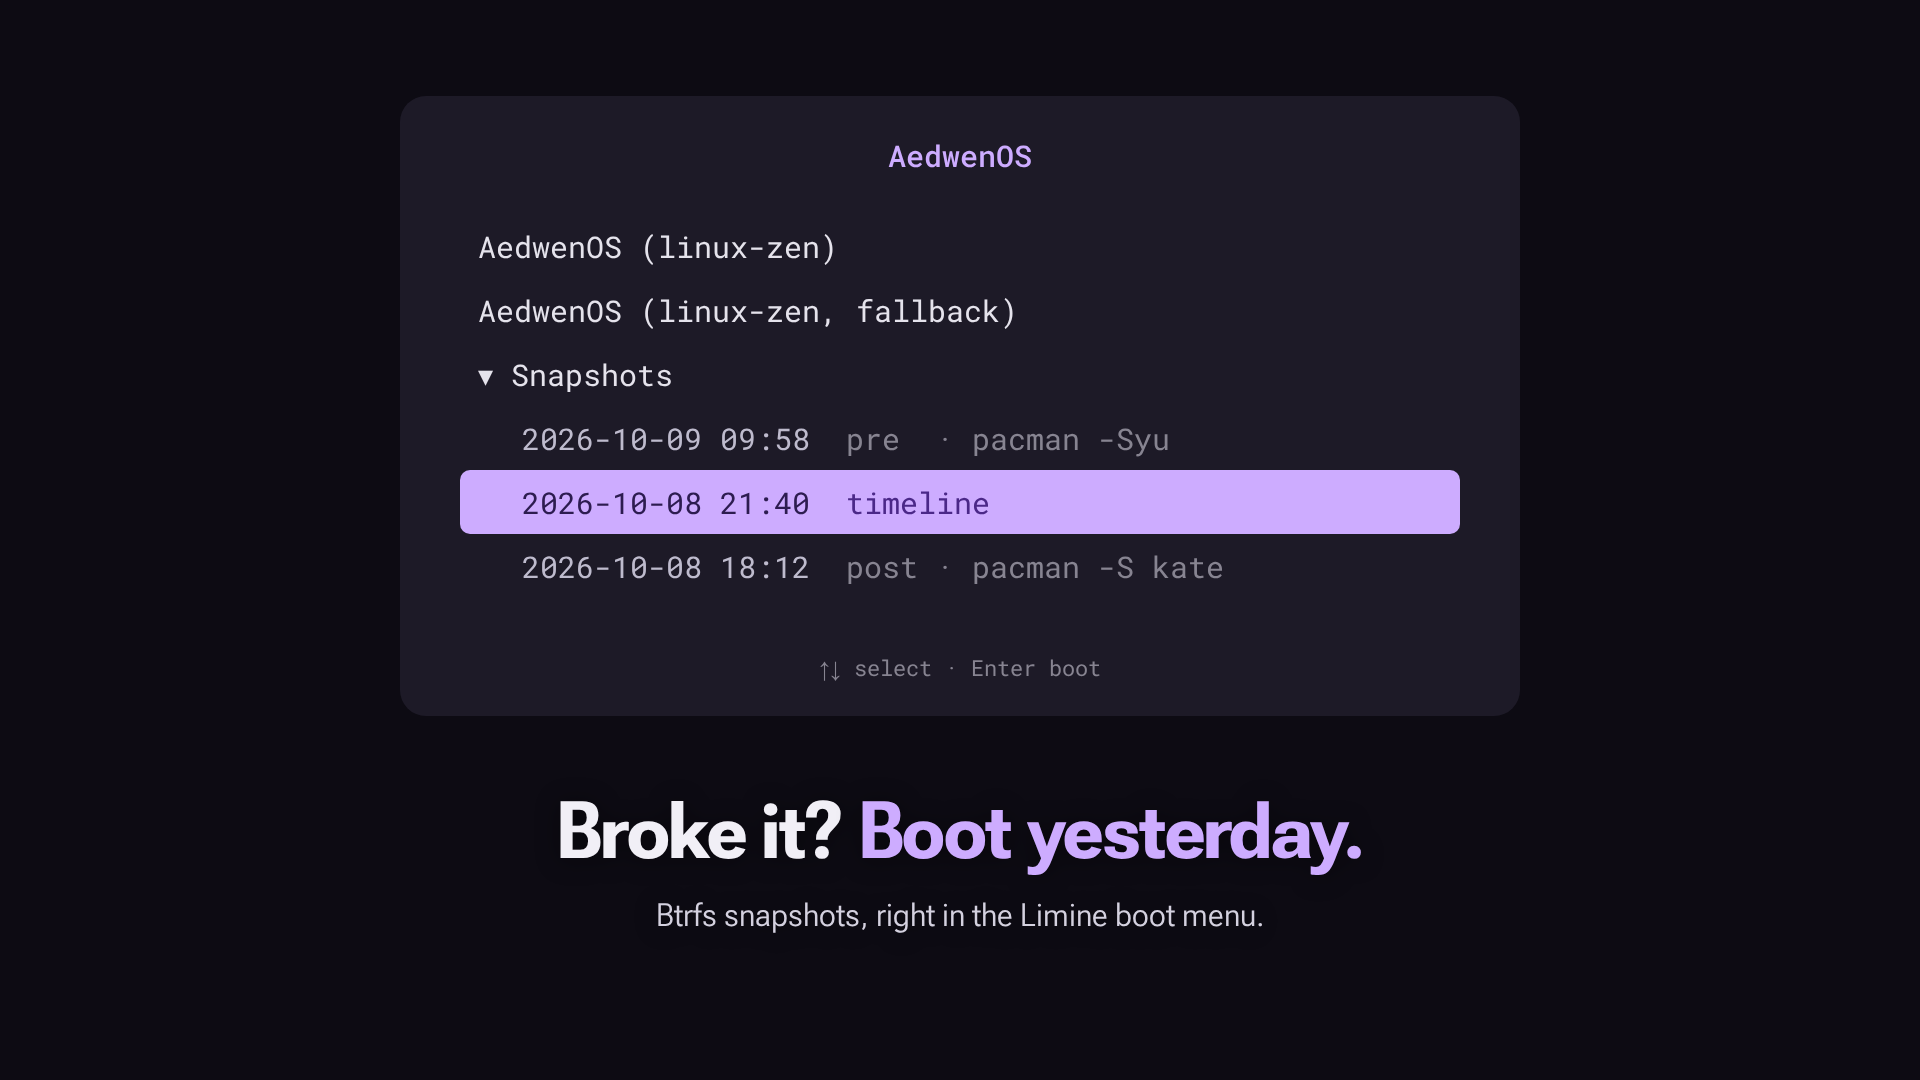 AedwenOS
AedwenOS (linux-zen)
AedwenOS (linux-zen, fallback)
▼ Snapshots
2026-10-09 09:58 pre · pacman -Syu
2026-10-08 21:40 timeline
2026-10-08 18:12 post · pacman -S kate
↑↓ select · Enter boot
Broke it? Boot yesterday.
Btrfs snapshots, right in the Limine boot menu.